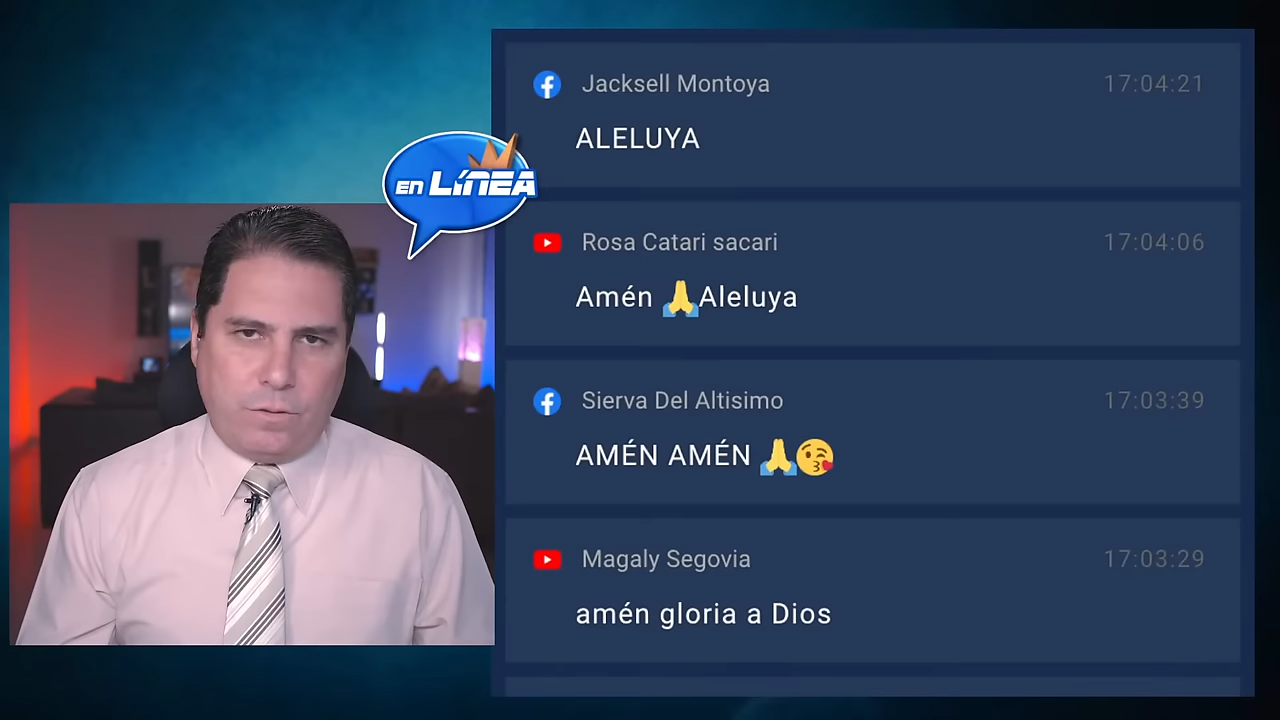 en LÍNEA
Jacksell Montoya 17:04:21
ALELUYA
Rosa Catari sacari 17:04:06
Amén 🙏Aleluya
Sierva Del Altisimo 17:03:39
AMÉN AMÉN 🙏😘
Magaly Segovia 17:03:29
amén gloria a Dios